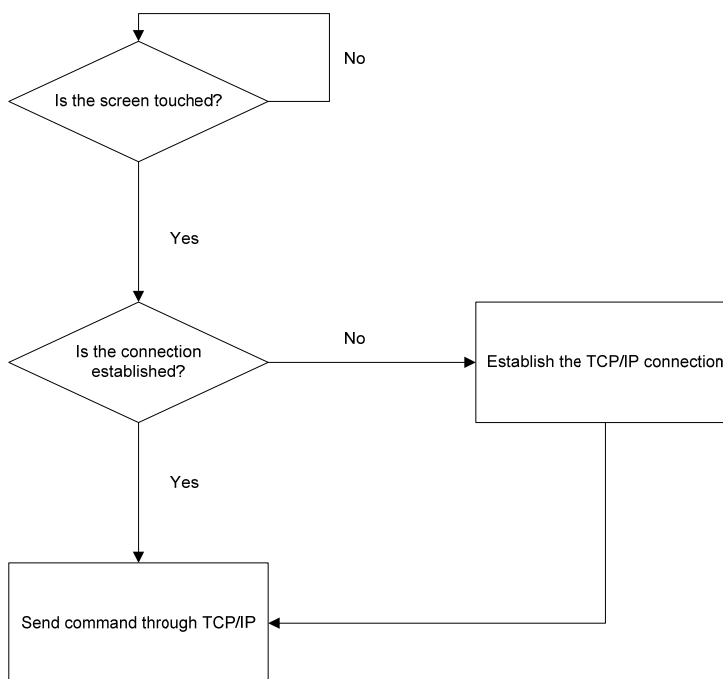 No
Is the screen touched?
Yes
No
Is the connection
established?
Establish the TCP/IP connection
Yes
Send command through TCP/IP